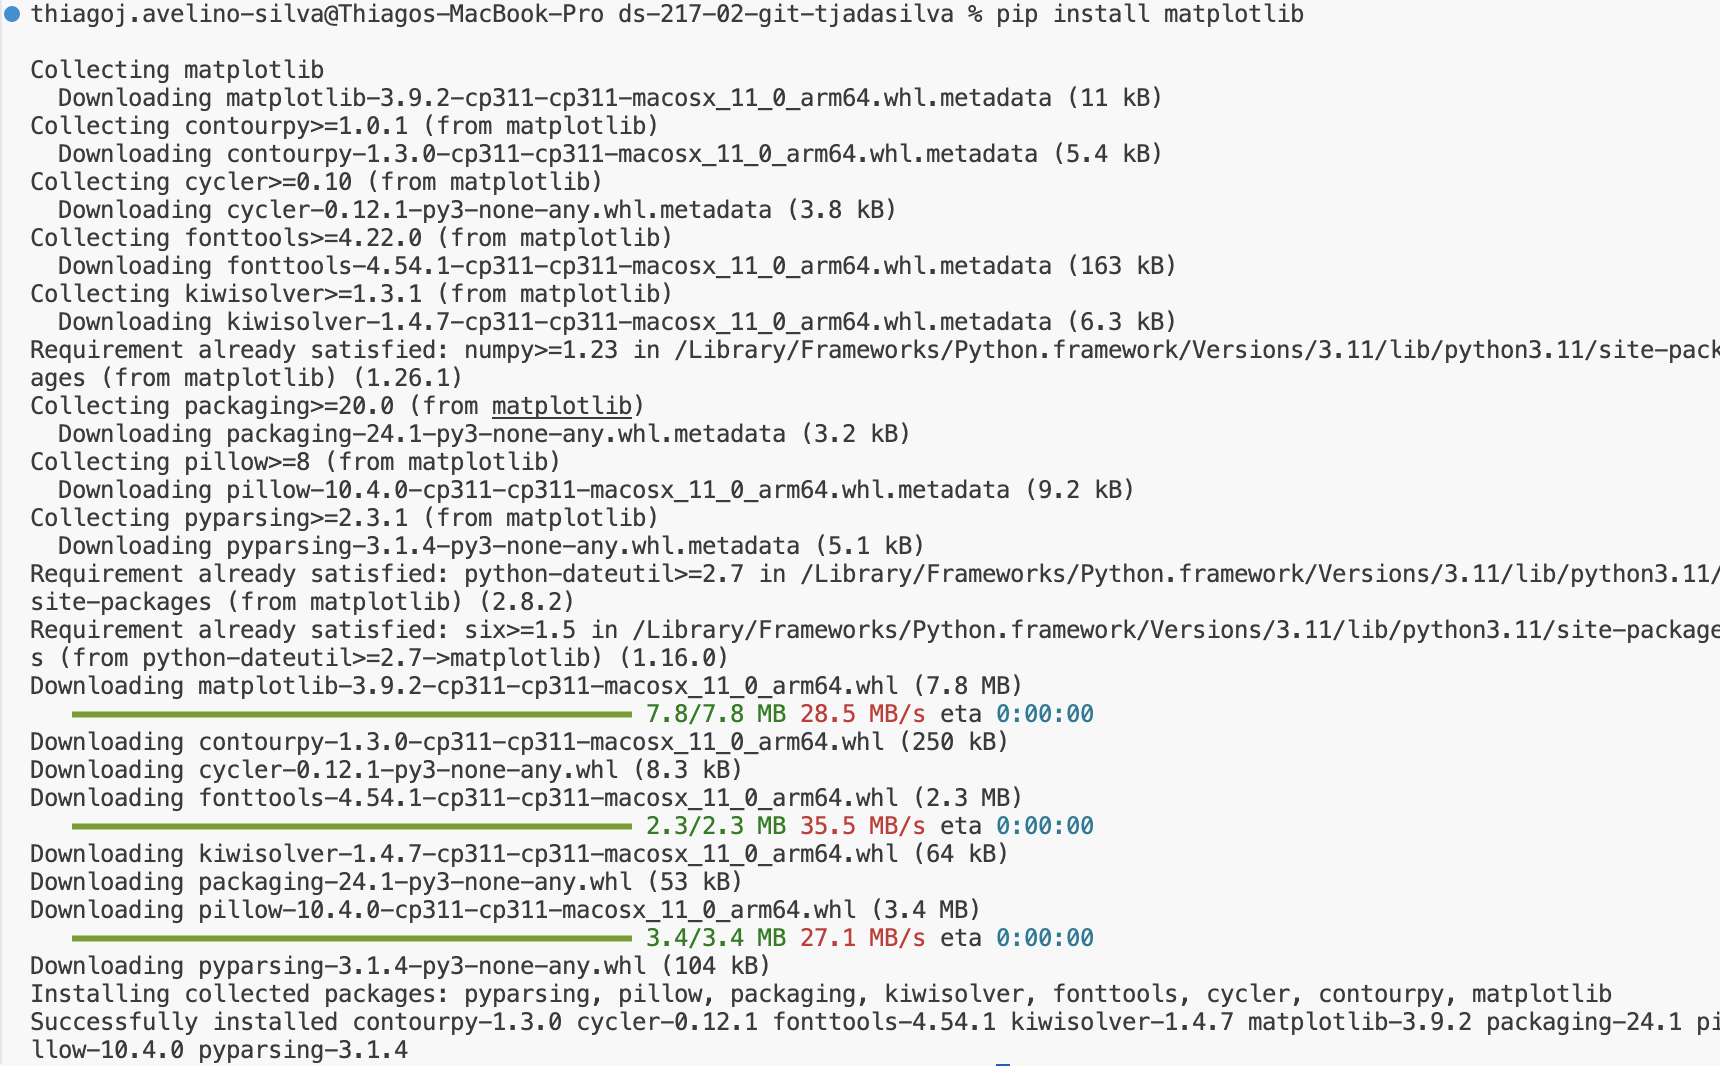 thiagoj.avelino-silva@Thiagos-MacBook-Pro ds-217-02-git-tjadasilva % pip install matplotlib
Collecting matplotlib
Downloading matplotlib-3.9.2-cp311-cp311-macosx_11_0_arm64.whl.metadata (11 kB)
Collecting contourpy>=1.0.1 (from matplotlib)
Downloading contourpy-1.3.0-cp311-cp311-macosx_11_0_arm64.whl.metadata (5.4 kB)
Collecting cycler>=0.10 (from matplotlib)
Downloading cycler-0.12.1-py3-none-any.whl.metadata (3.8 kB)
Collecting fonttools>=4.22.0 (from matplotlib)
Downloading fonttools-4.54.1-cp311-cp311-macosx_11_0_arm64.whl.metadata (163 kB)
Collecting kiwisolver>=1.3.1 (from matplotlib)
Downloading kiwisolver-1.4.7-cp311-cp311-macosx_11_0_arm64.whl.metadata (6.3 kB)
Requirement already satisfied: numpy>=1.23 in /Library/Frameworks/Python.framework/Versions/3.11/lib/python3.11/site-pack
ages (from matplotlib) (1.26.1)
Collecting packaging>=20.0 (from matplotlib)
Downloading packaging-24.1-py3-none-any.whl.metadata (3.2 kB)
Collecting pillow>=8 (from matplotlib)
Downloading pillow-10.4.0-cp311-cp311-macosx_11_0_arm64.whl.metadata (9.2 kB)
Collecting pyparsing>=2.3.1 (from matplotlib)
Downloading pyparsing-3.1.4-py3-none-any.whl.metadata (5.1 kB)
Requirement already satisfied: python-dateutil>=2.7 in /Library/Frameworks/Python.framework/Versions/3.11/lib/python3.11/
site-packages (from matplotlib) (2.8.2)
Requirement already satisfied: six>=1.5 in /Library/Frameworks/Python.framework/Versions/3.11/lib/python3.11/site-package
s (from python-dateutil>=2.7->matplotlib) (1.16.0)
Downloading matplotlib-3.9.2-cp311-cp311-macosx_11_0_arm64.whl (7.8 MB)
7.8/7.8 MB 28.5 MB/s eta 0:00:00
Downloading contourpy-1.3.0-cp311-cp311-macosx_11_0_arm64.whl (250 kB)
Downloading cycler-0.12.1-py3-none-any.whl (8.3 kB)
Downloading fonttools-4.54.1-cp311-cp311-macosx_11_0_arm64.whl (2.3 MB)
2.3/2.3 MB 35.5 MB/s eta 0:00:00
Downloading kiwisolver-1.4.7-cp311-cp311-macosx_11_0_arm64.whl (64 kB)
Downloading packaging-24.1-py3-none-any.whl (53 kB)
Downloading pillow-10.4.0-cp311-cp311-macosx_11_0_arm64.whl (3.4 MB)
3.4/3.4 MB 27.1 MB/s eta 0:00:00
Downloading pyparsing-3.1.4-py3-none-any.whl (104 kB)
Installing collected packages: pyparsing, pillow, packaging, kiwisolver, fonttools, cycler, contourpy, matplotlib
Successfully installed contourpy-1.3.0 cycler-0.12.1 fonttools-4.54.1 kiwisolver-1.4.7 matplotlib-3.9.2 packaging-24.1 pi
llow-10.4.0 pyparsing-3.1.4